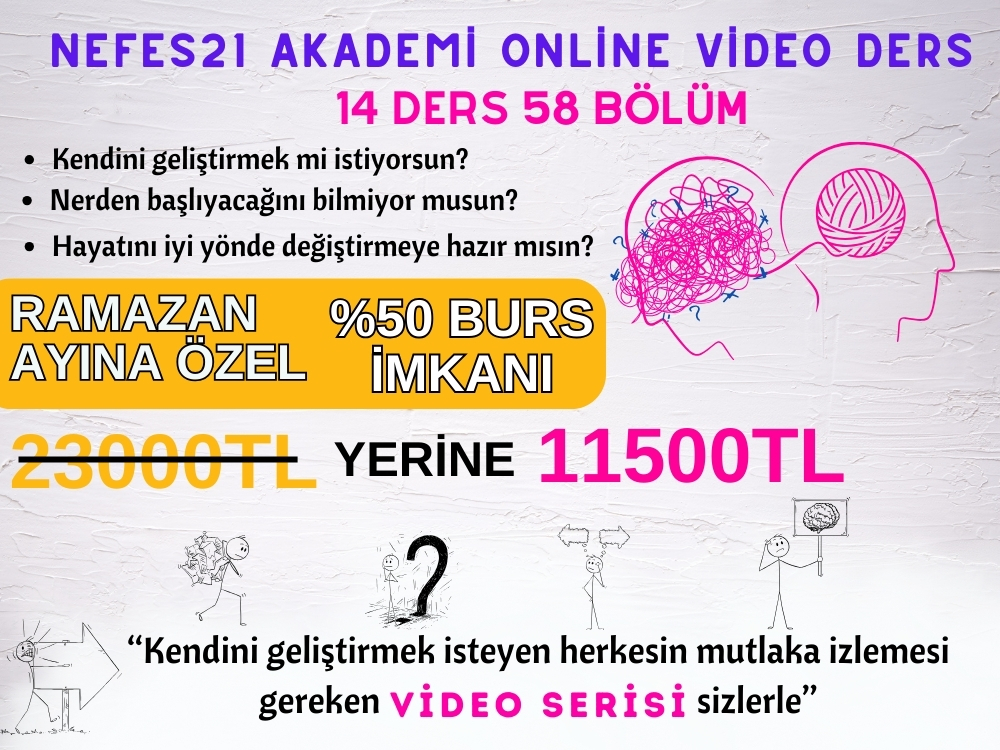 NEFES21 AKADEMİ ONLİNE VİDEO DERS
14 DERS 58 BÖLÜM
• Kendini geliştirmek mi istiyorsun?
• Nerden başlıyacağını bilmiyor musun?
• Hayatını iyi yönde değiştirmeye hazır mısın?
RAMAZAN
AYINA ÖZEL
%50 BURS
İMKANI
23000TL YERİNE 11500TL
“Kendini geliştirmek isteyen herkesin mutlaka izlemesi
gereken VİDEO SERİSİ sizlerle”